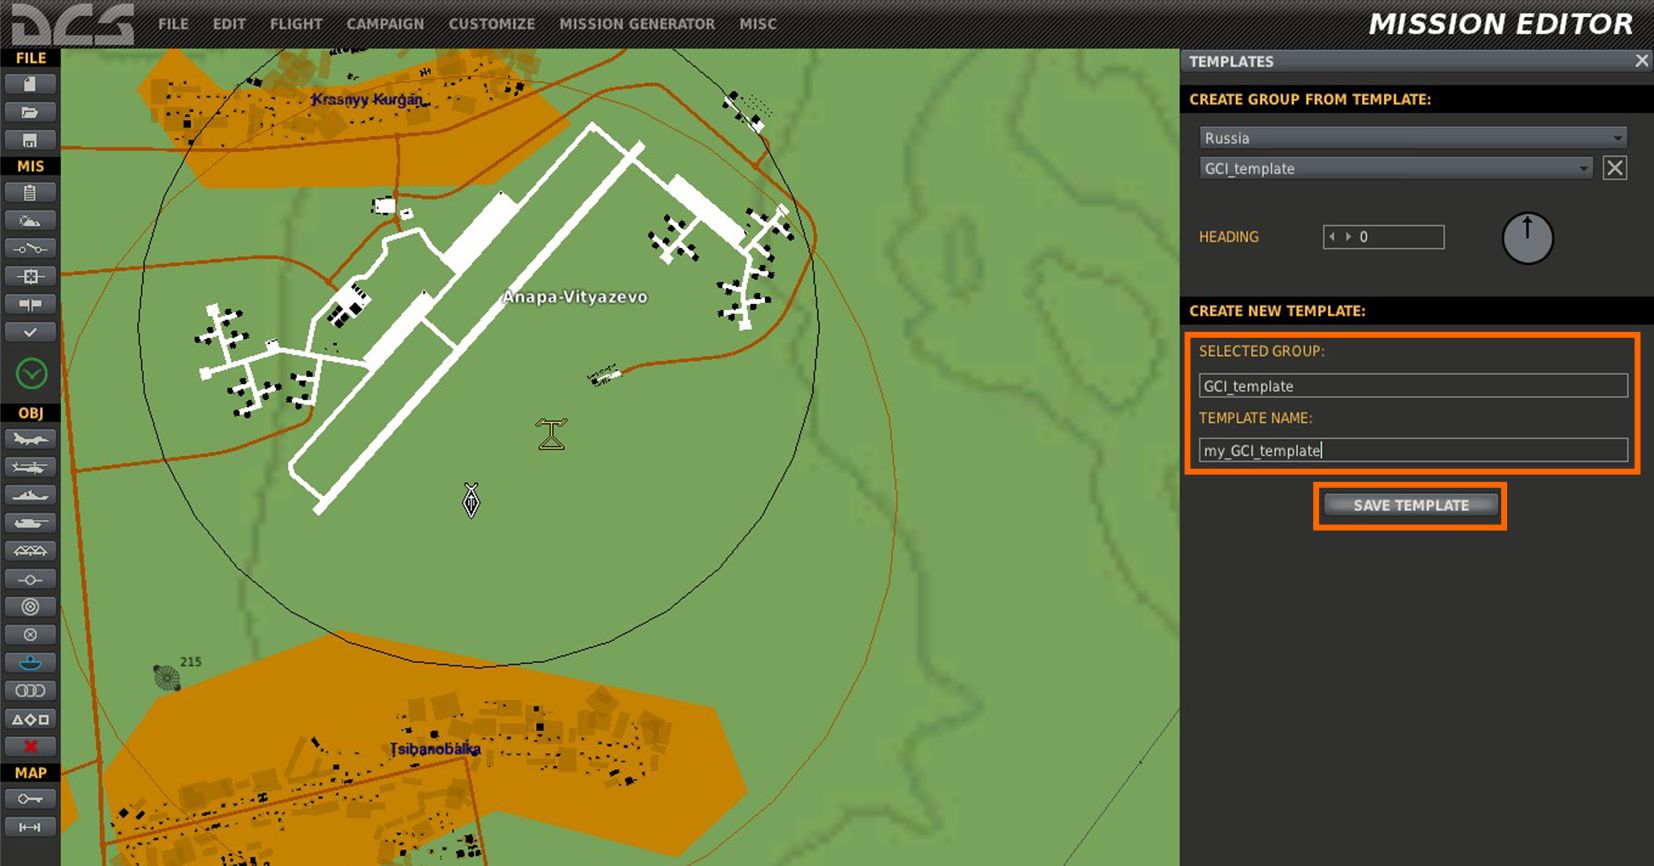 DCS
FILE EDIT FLIGHT CAMPAIGN CUSTOMIZE MISSION GENERATOR MISC
MISSION EDITOR
FILE
MIS
OBJ
MAP
Krasnyy Kurgan
Anapa-Vityazevo
215
Tsibanobalka
TEMPLATES
CREATE GROUP FROM TEMPLATE:
Russia
GCI_template
HEADING 0
CREATE NEW TEMPLATE:
SELECTED GROUP:
GCI_template
TEMPLATE NAME:
my_GCI_template
SAVE TEMPLATE